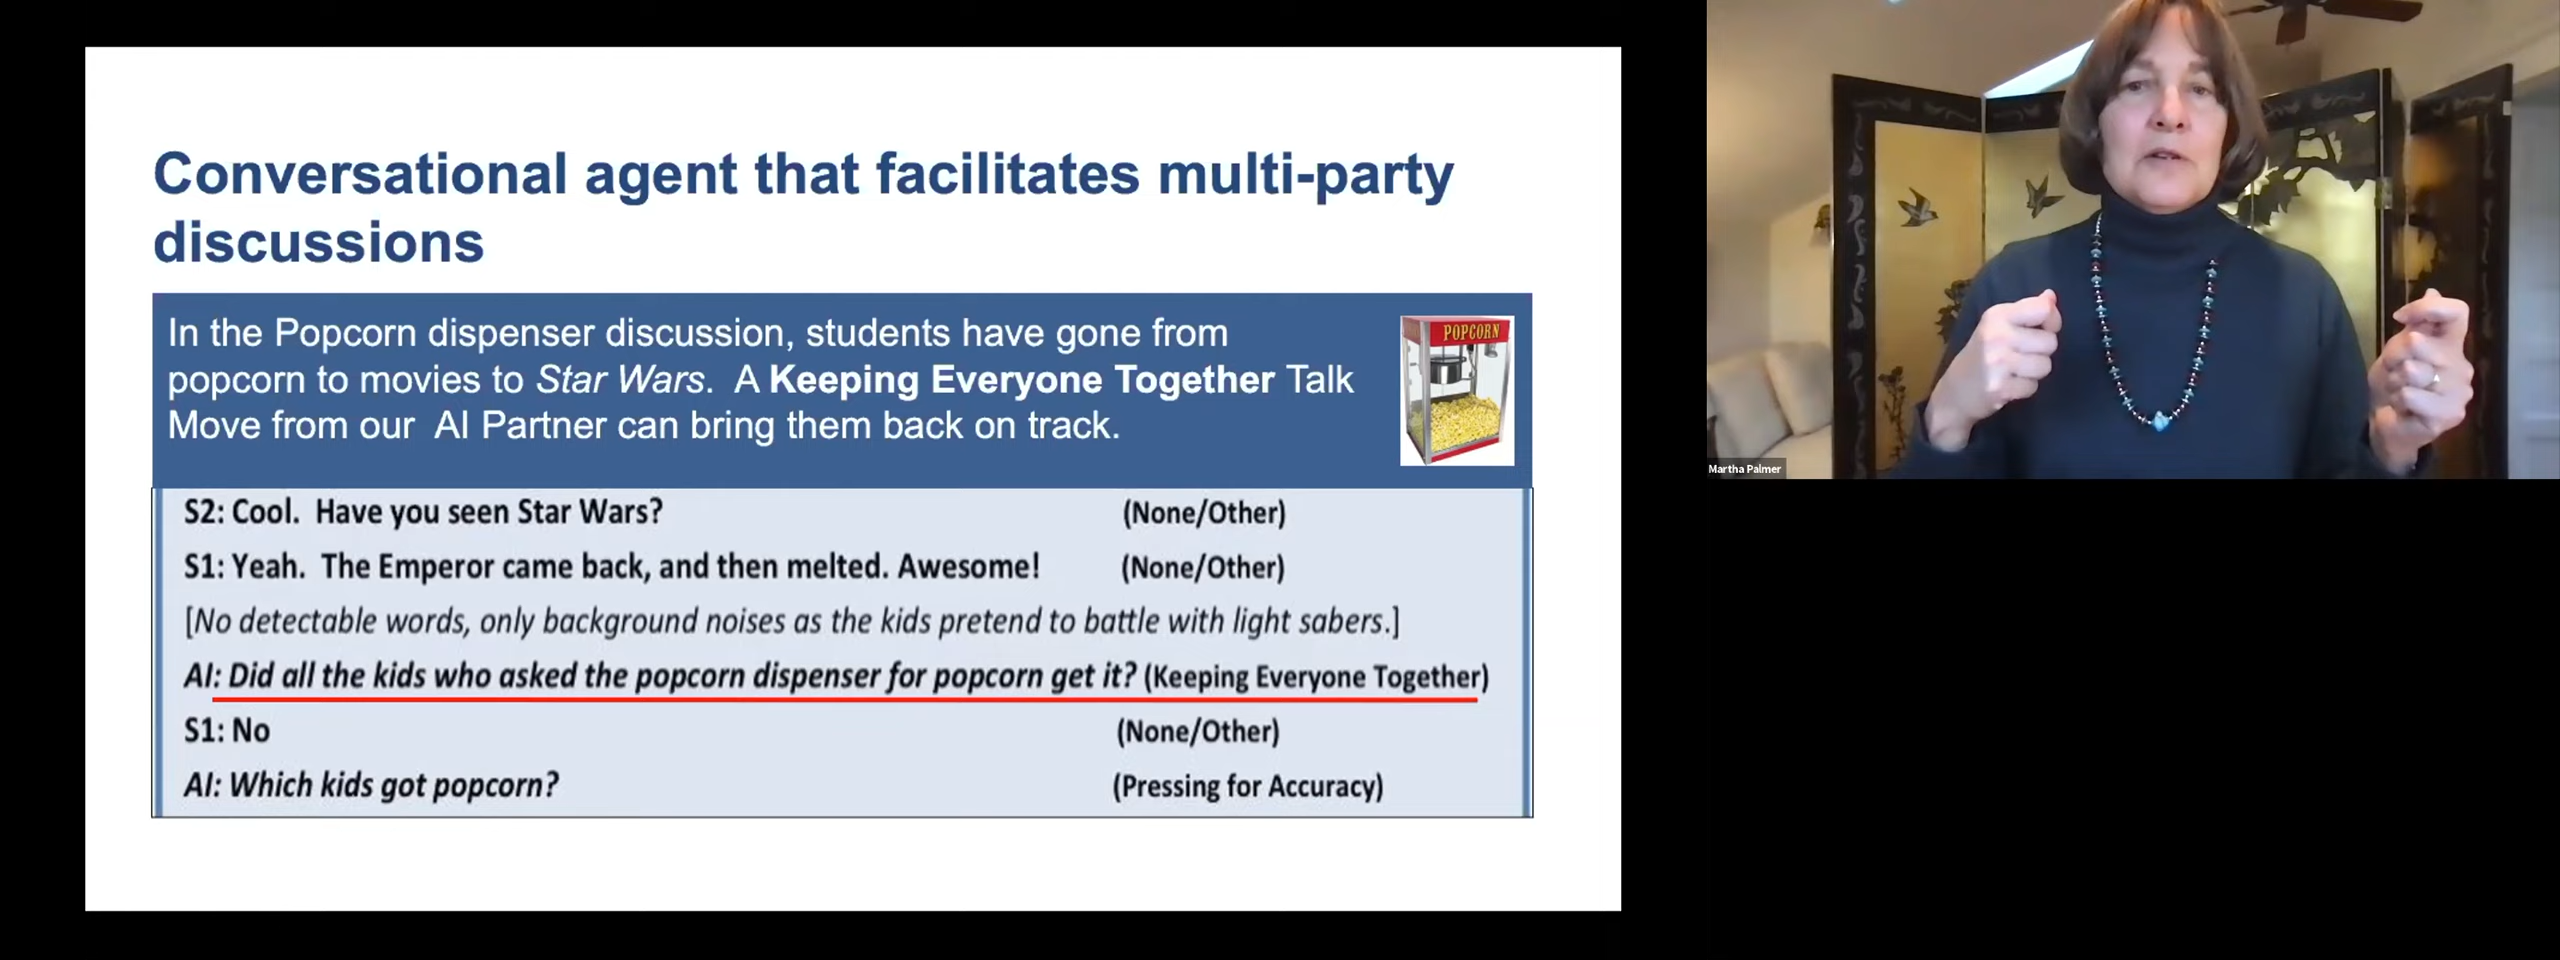 Conversational agent that facilitates multi-party
discussions
In the Popcorn dispenser discussion, students have gone from
popcorn to movies to Star Wars. A Keeping Everyone Together Talk
Move from our AI Partner can bring them back on track.
POPCORN
S2: Cool. Have you seen Star Wars? (None/Other)
S1: Yeah. The Emperor came back, and then melted. Awesome! (None/Other)
[No detectable words, only background noises as the kids pretend to battle with light sabers.]
AI: Did all the kids who asked the popcorn dispenser for popcorn get it? (Keeping Everyone Together)
S1: No (None/Other)
AI: Which kids got popcorn? (Pressing for Accuracy)
Martha Palmer